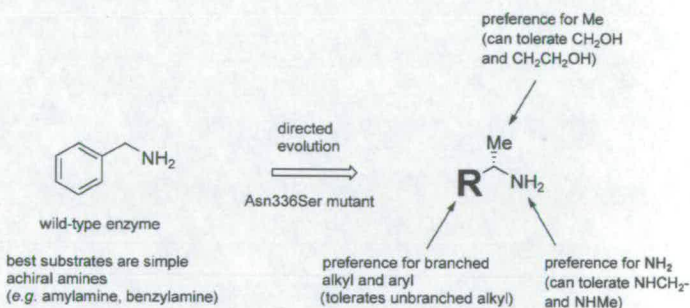 preference for Me
(can tolerate CH₂OH
and CH₂CH₂OH)
directed
evolution
Me
NH₂
R
NH₂
Asn336Ser mutant
wild-type enzyme
best substrates are simple
achiral amines
(e.g. amylamine, benzylamine)
preference for branched
alkyl and aryl
(tolerates unbranched alkyl)
preference for NH₂
(can tolerate NHCH₂-
and NHMe)